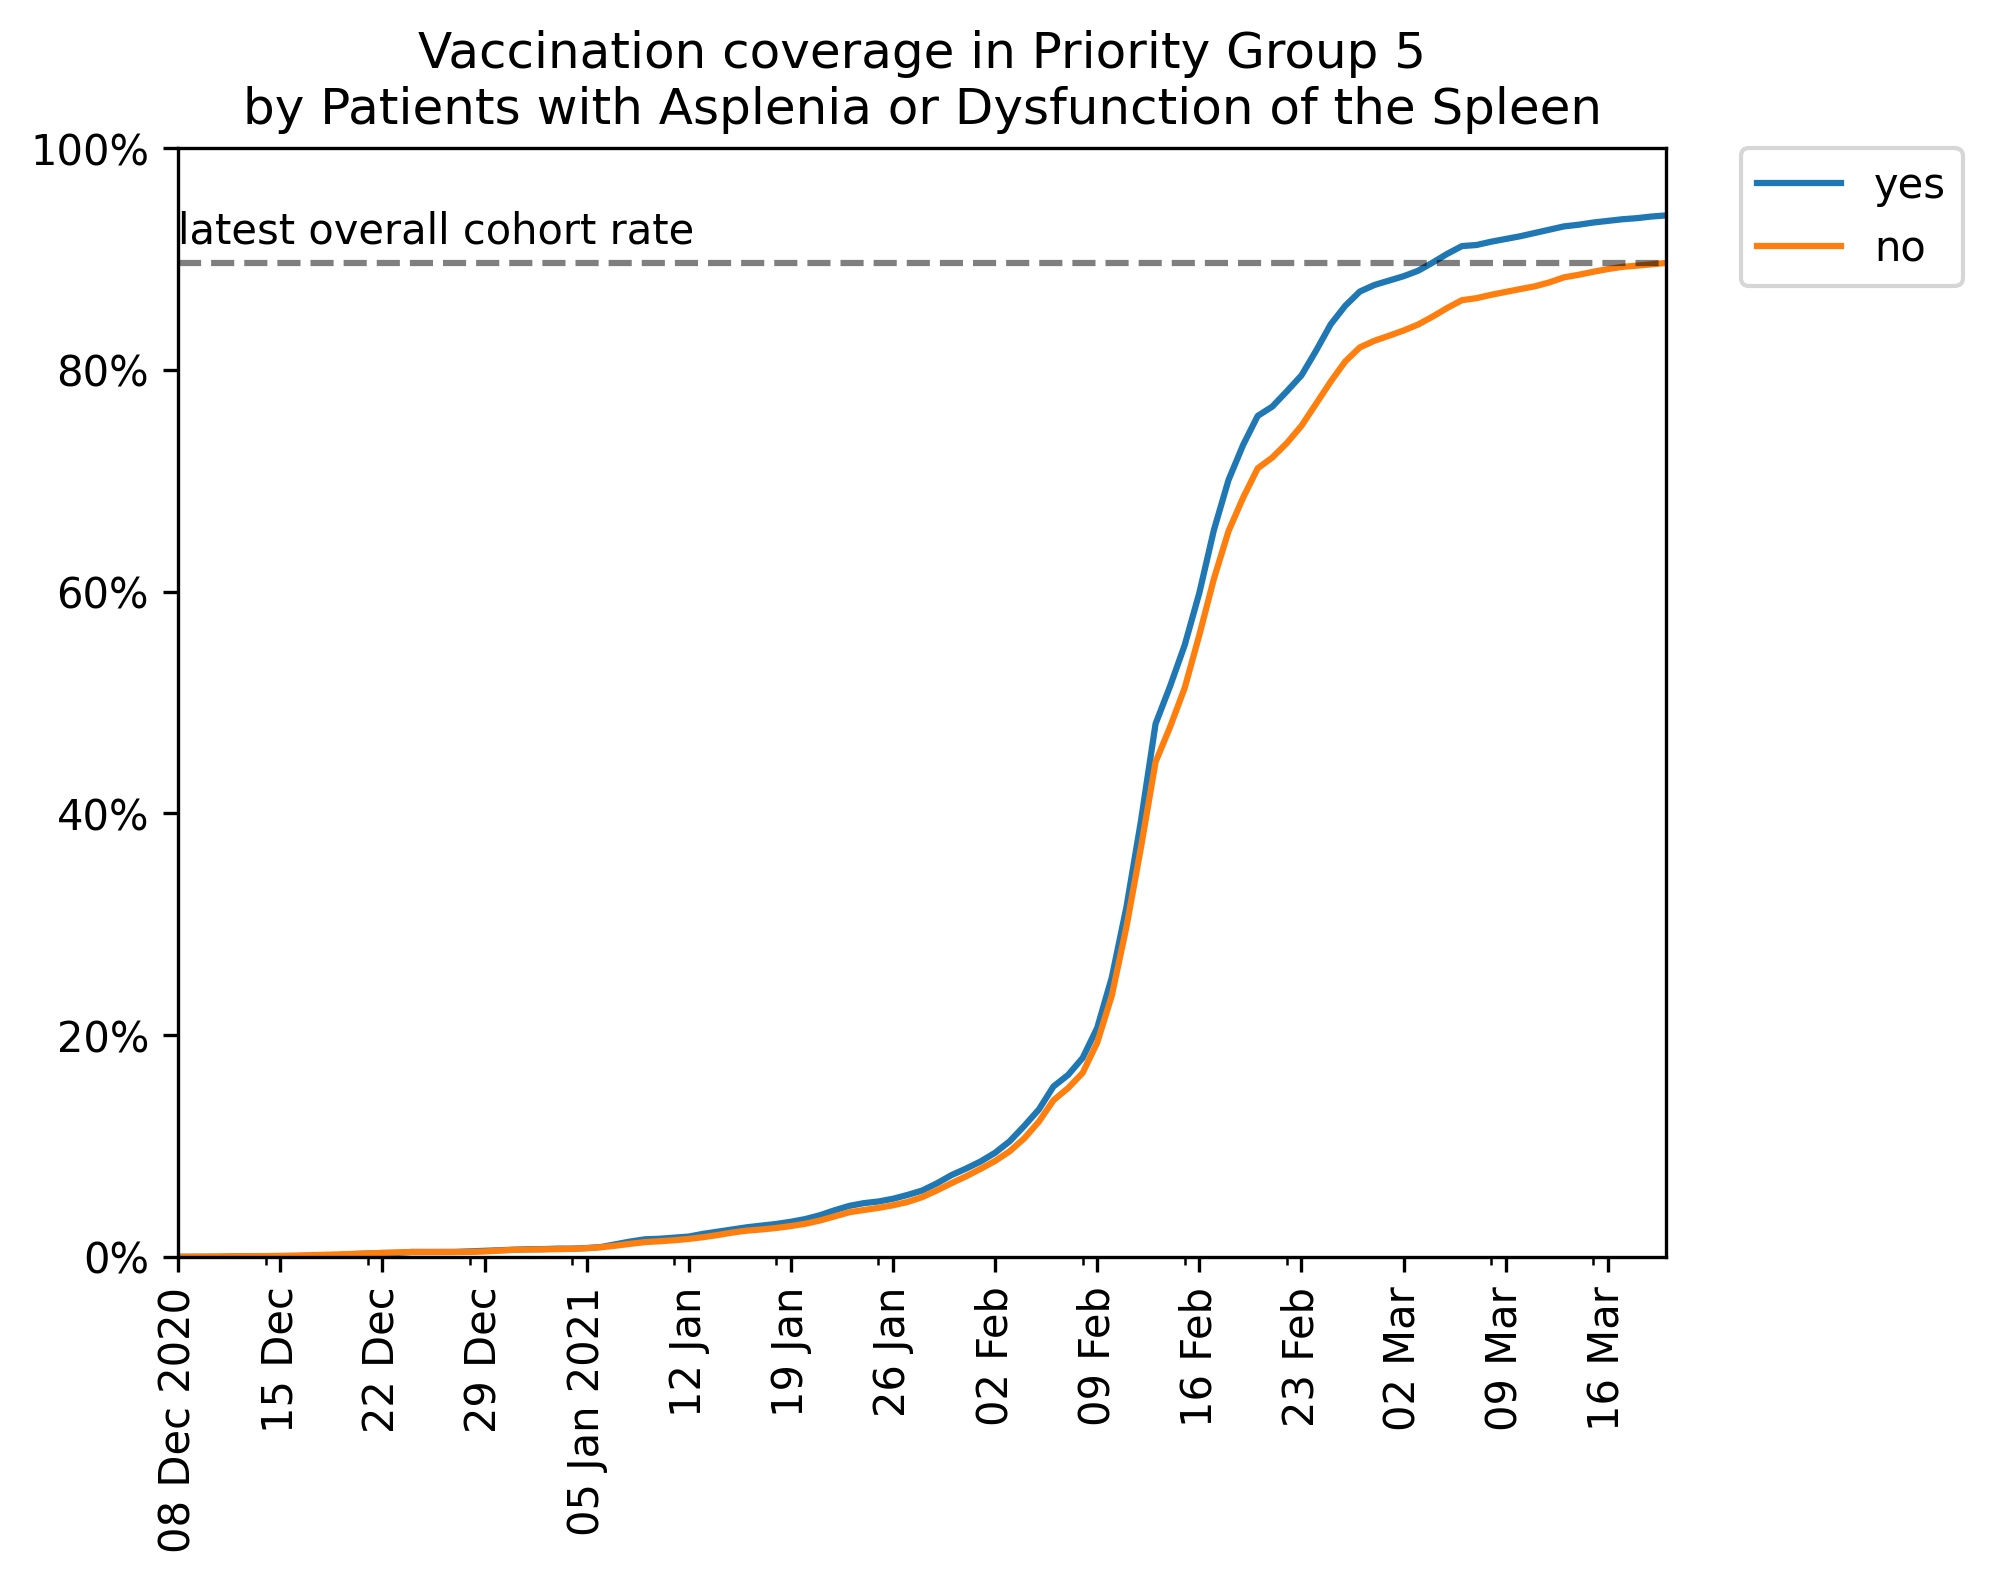 Vaccination coverage in Priority Group 5
by Patients with Asplenia or Dysfunction of the Spleen
100%
80%
60%
40%
20%
0%
latest overall cohort rate
yes
no
08 Dec 2020
15 Dec
22 Dec
29 Dec
05 Jan 2021
12 Jan
19 Jan
26 Jan
02 Feb
09 Feb
16 Feb
23 Feb
02 Mar
09 Mar
16 Mar